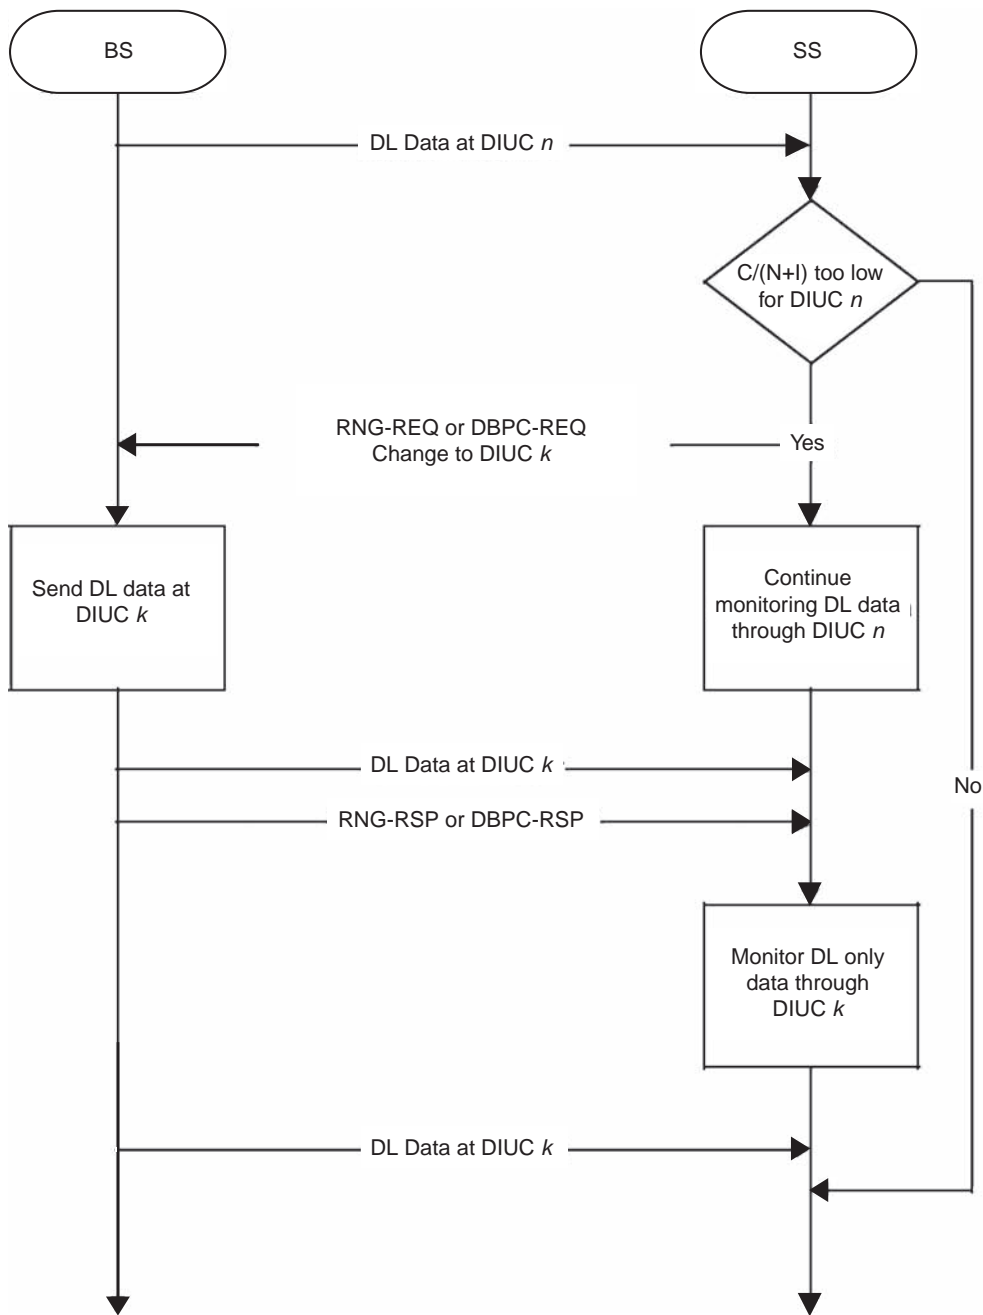 BS
SS
DL Data at DIUC n
C/(N+I) too low
for DIUC n
RNG-REQ or DBPC-REQ
Change to DIUC k
Yes
Send DL data at
DIUC k
Continue
monitoring DL data
through DIUC n
DL Data at DIUC k
No
RNG-RSP or DBPC-RSP
Monitor DL only
data through
DIUC k
DL Data at DIUC k